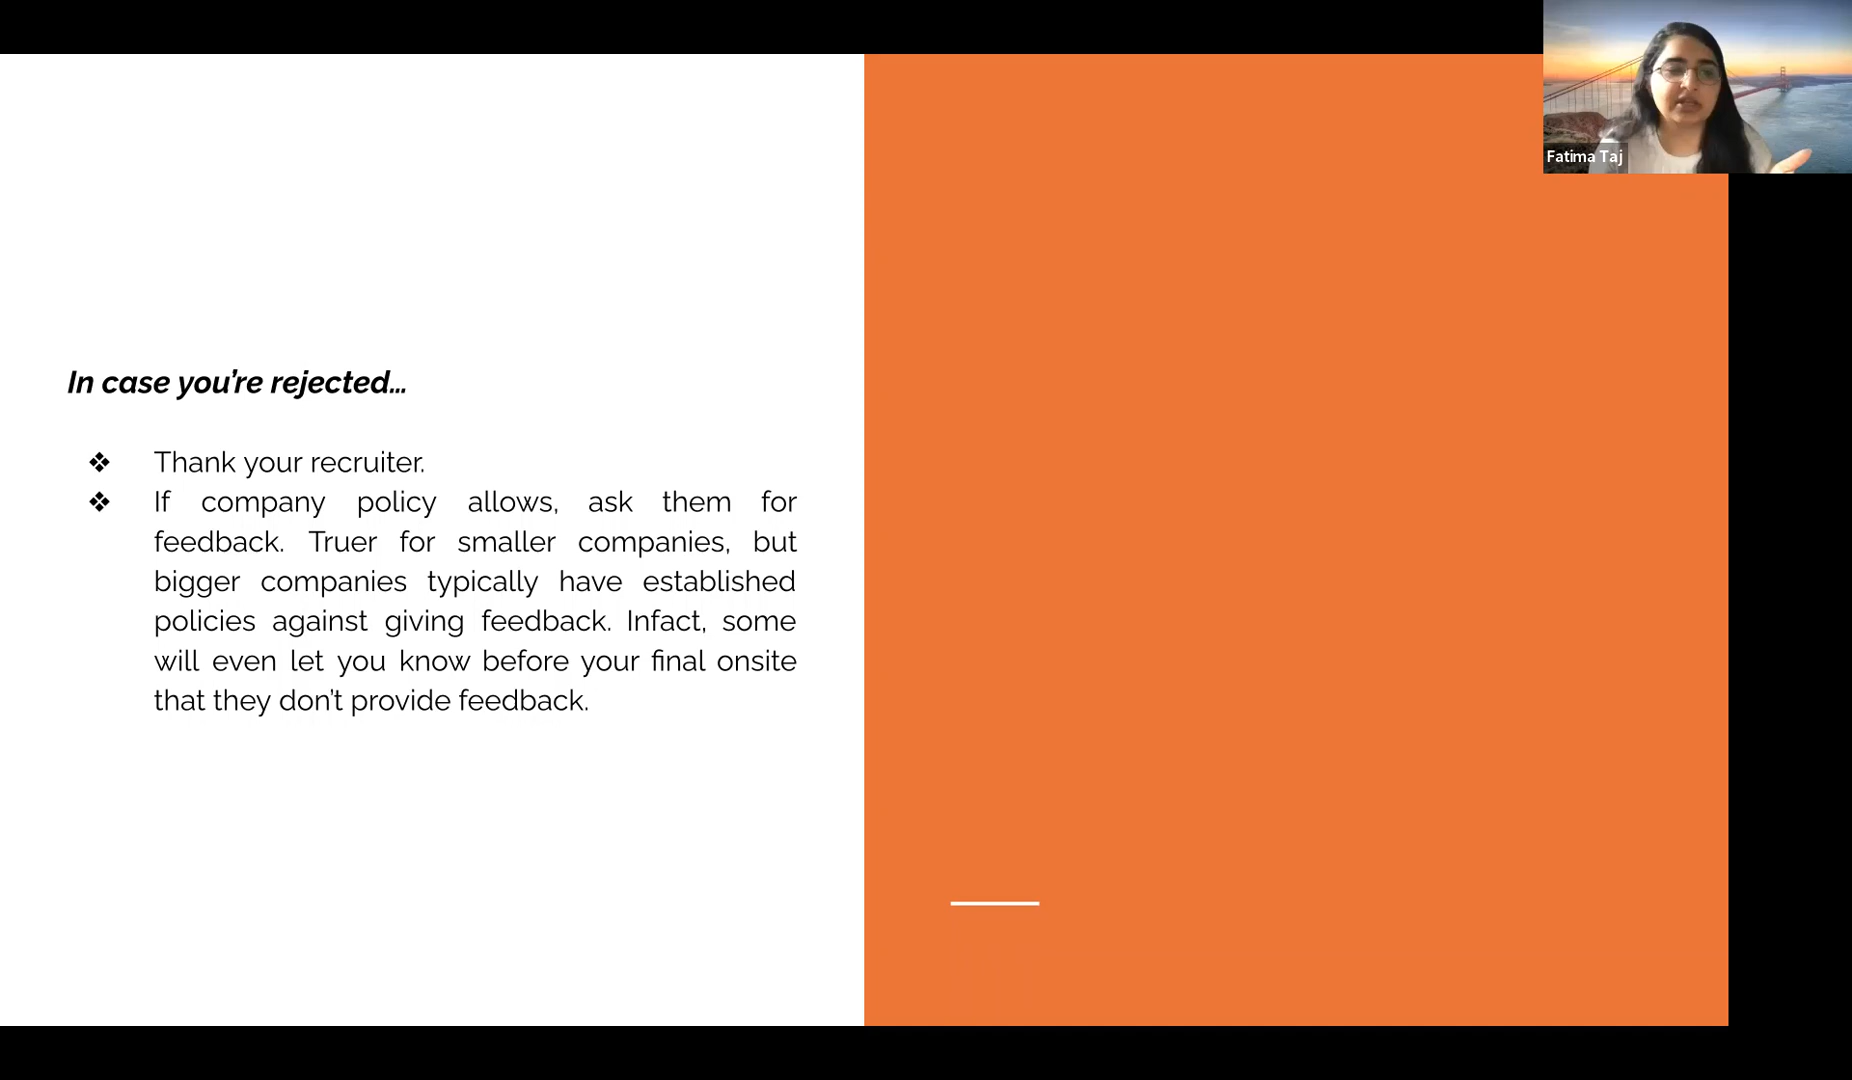 Fatima Taj
In case you’re rejected…
❖ Thank your recruiter.
❖ If company policy allows, ask them for
feedback. Truer for smaller companies, but
bigger companies typically have established
policies against giving feedback. Infact, some
will even let you know before your final onsite
that they don’t provide feedback.